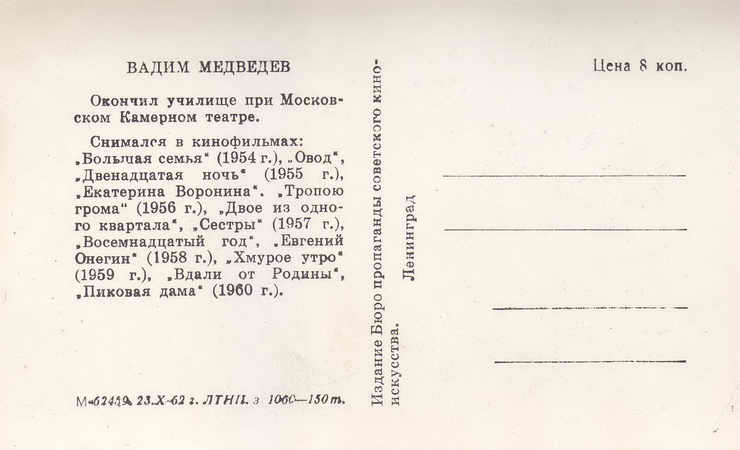 ВАДИМ МЕДВЕДЕВ
Окончил училище при Москов-
ском Камерном театре.
Снимался в кинофильмах:
„Большая семья“ (1954 г.), „Овод“,
„Двенадцатая ночь“ (1955 г.),
„Екатерина Воронина“. „Тропою
грома“ (1956 г.), „Двое из одно-
го квартала“, „Сестры“ (1957 г.),
„Восемнадцатый год“, „Евгений
Онегин“ (1958 г.), „Хмурое утро“
(1959 г.), „Вдали от Родины“,
„Пиковая дама“ (1960 г.).
23.X-62 г. ЛТНП. з 1060—150т.
Издание Бюро пропаганды советского кино-
искусства.
Ленинград
Цена 8 коп.